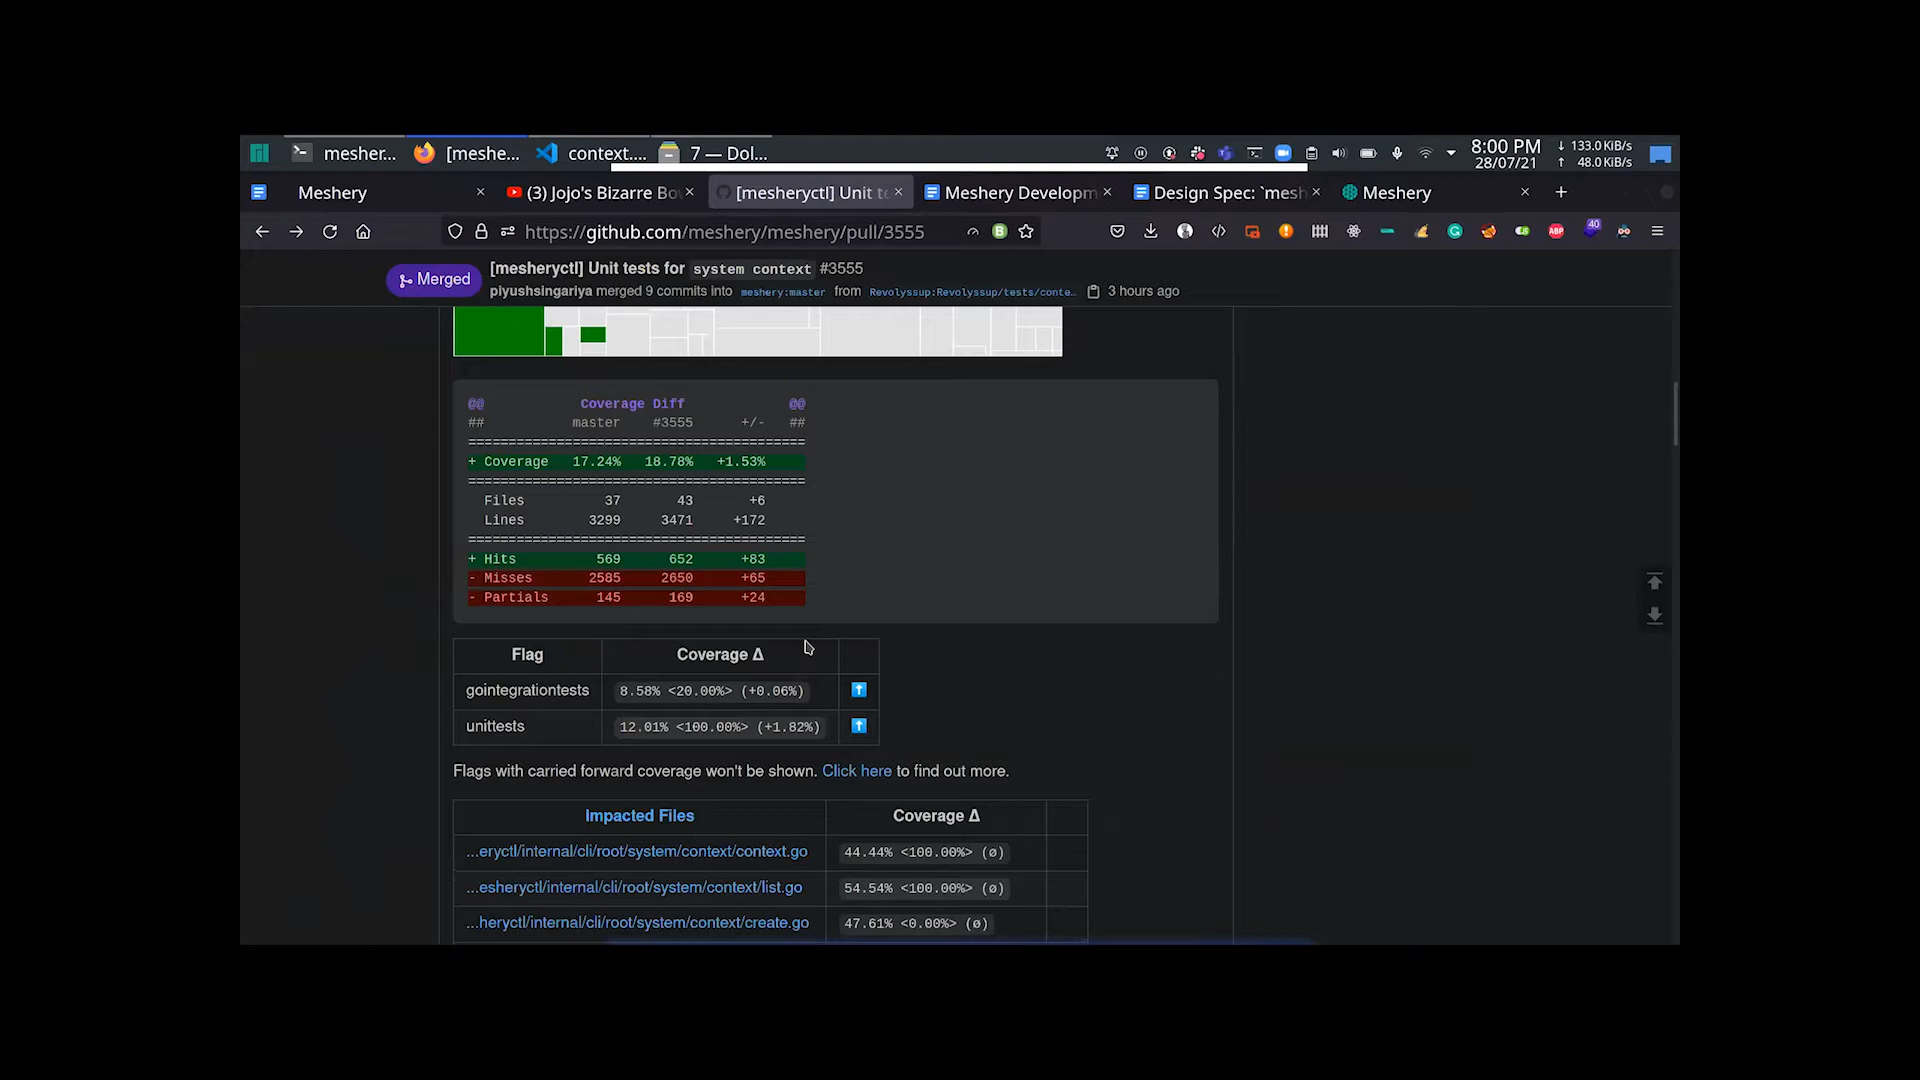 mesher... [meshe... context.... 7 — Dol... 8:00 PM 28/07/21 ↓ 133.0 KiB/s ↑ 48.0 KiB/s
Meshery × (3) Jojo's Bizarre Bo × [mesheryctl] Unit te × Meshery Developm × Design Spec: `mesh × Meshery × +
https://github.com/meshery/meshery/pull/3555 B ABP 40
Merged
[mesheryctl] Unit tests for system context #3555
piyushsingariya merged 9 commits into meshery:master from Revolyssup:Revolyssup/tests/conte… 3 hours ago
@@ Coverage Diff @@
## master #3555 +/- ##
==========================================
+ Coverage 17.24% 18.78% +1.53%
==========================================
Files 37 43 +6
Lines 3299 3471 +172
==========================================
+ Hits 569 652 +83
- Misses 2585 2650 +65
- Partials 145 169 +24
Flag Coverage Δ
gointegrationtests 8.58% <20.00%> (+0.06%)
unittests 12.01% <100.00%> (+1.82%)
Flags with carried forward coverage won't be shown. Click here to find out more.
Impacted Files Coverage Δ
...eryctl/internal/cli/root/system/context/context.go 44.44% <100.00%> (ø)
...esheryctl/internal/cli/root/system/context/list.go 54.54% <100.00%> (ø)
...heryctl/internal/cli/root/system/context/create.go 47.61% <0.00%> (ø)